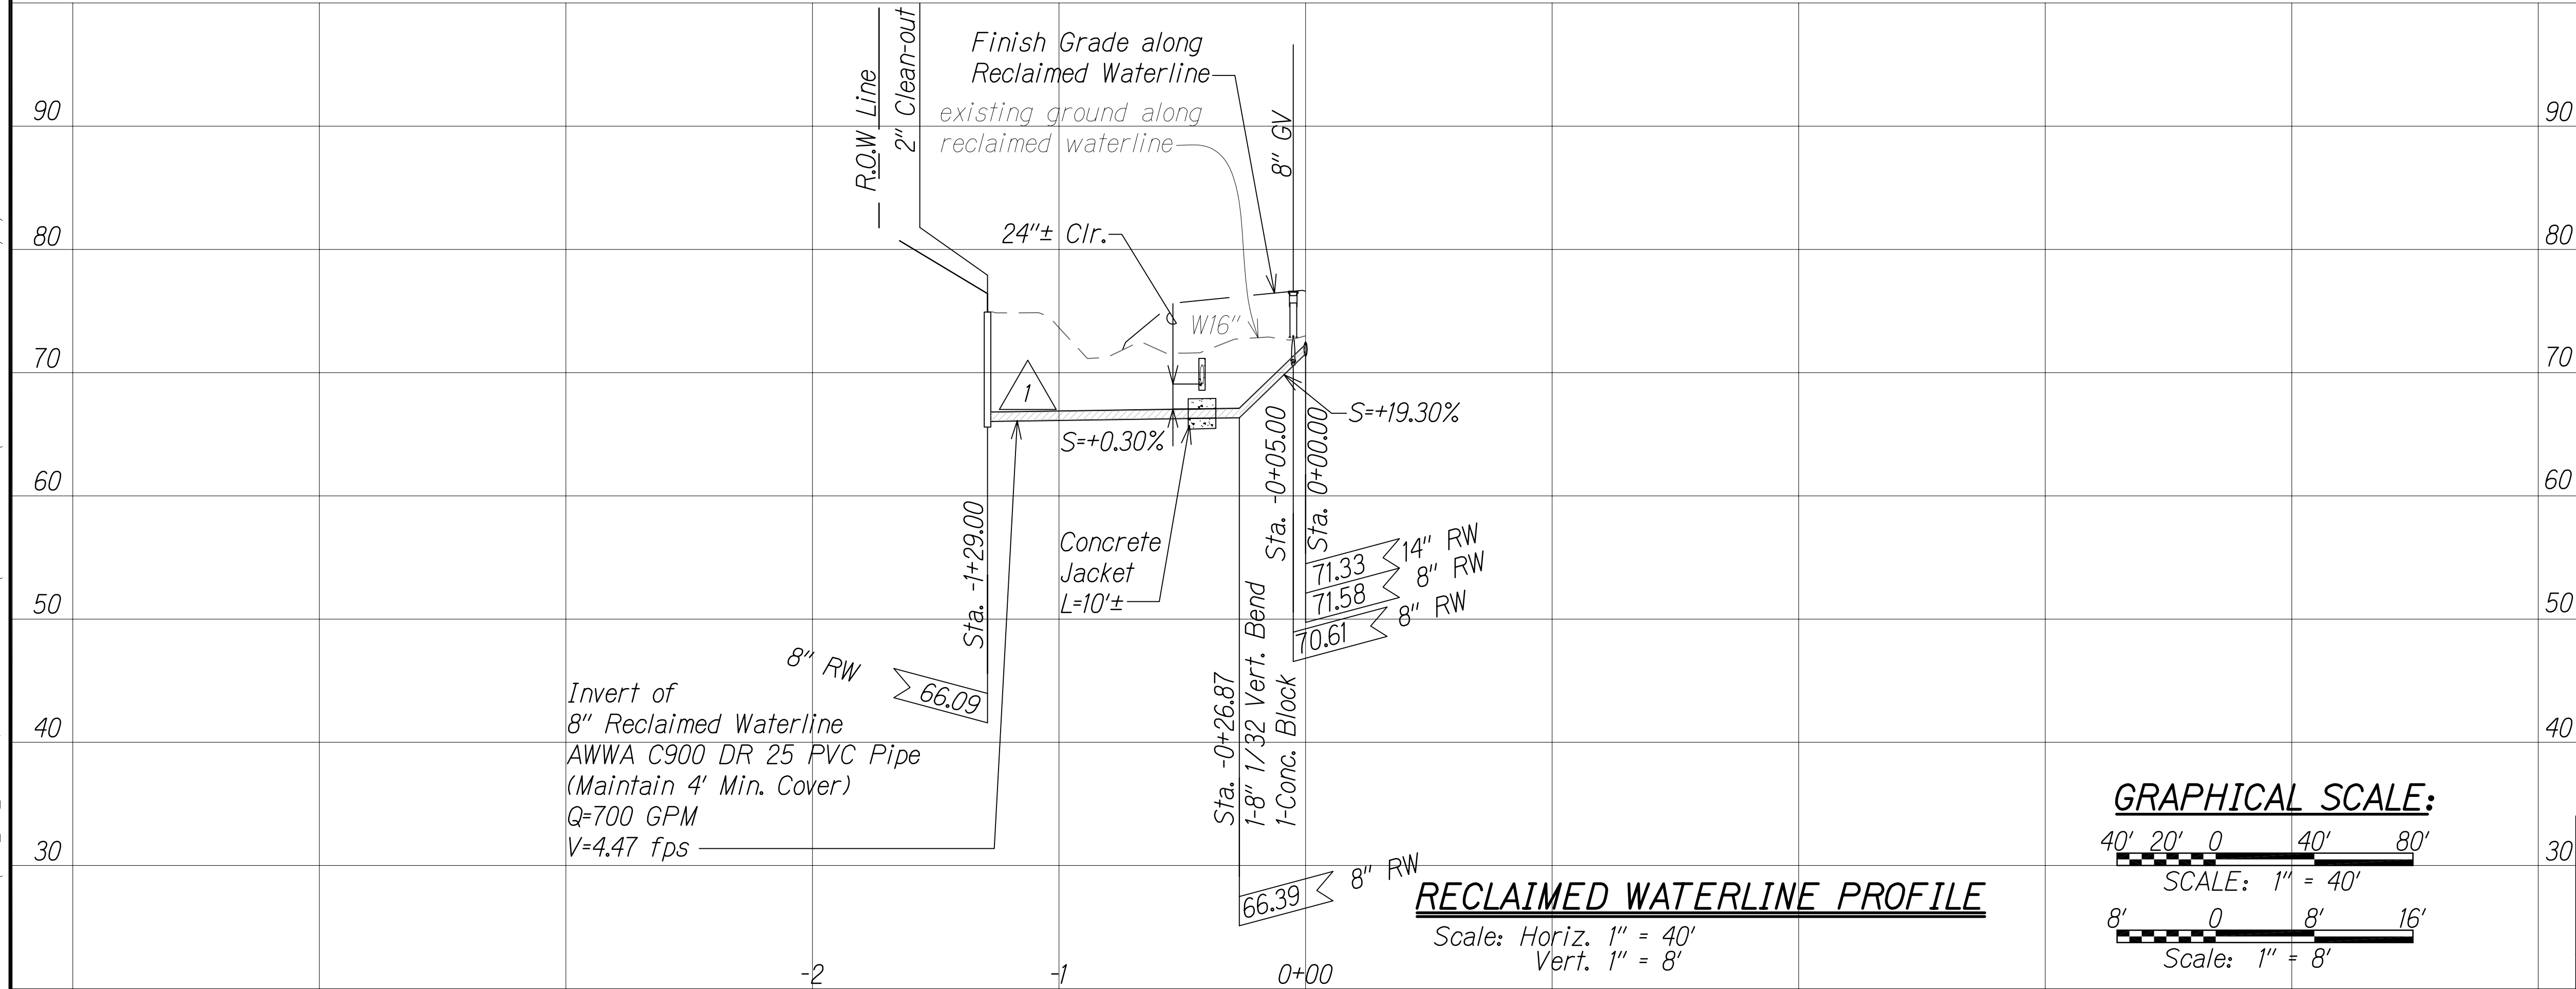 90
80
70
60
50
40
30
R.O.W Line
2" Clean-out
Finish Grade along
Reclaimed Waterline
existing ground along
reclaimed waterline
8" GV
24"± Clr.
W16"
1
S=+0.30%
S=+19.30%
Concrete
Jacket
L=10'±
Sta. -1+29.00
8" RW
66.09
Invert of
8" Reclaimed Waterline
AWWA C900 DR 25 PVC Pipe
(Maintain 4' Min. Cover)
Q=700 GPM
V=4.47 fps
Sta. -0+26.87
1-8" 1/32 Vert. Bend
1-Conc. Block
66.39
8" RW
Sta. -0+05.00
Sta. 0+00.00
71.33
14" RW
71.58
8" RW
70.61
8" RW
90
80
70
60
50
40
30
-2
-1
0+00
RECLAIMED WATERLINE PROFILE
Scale: Horiz. 1" = 40'
Vert. 1" = 8'
GRAPHICAL SCALE:
40' 20' 0 40' 80'
SCALE: 1" = 40'
8' 0 8' 16'
Scale: 1" = 8'